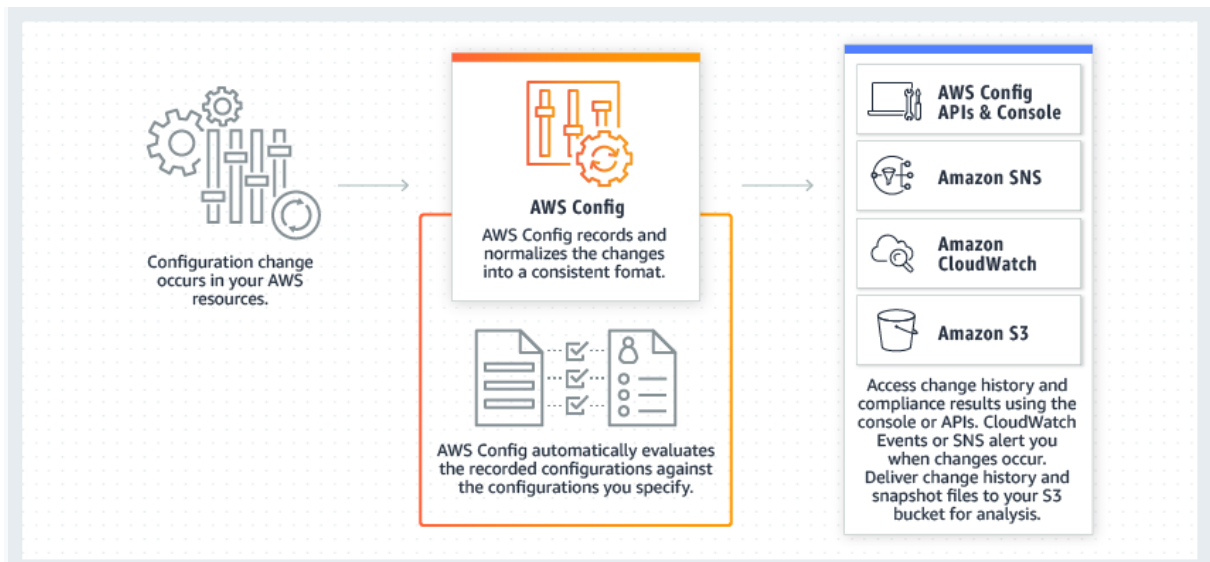 Configuration change
occurs in your AWS
resources.
AWS Config
AWS Config records and
normalizes the changes
into a consistent fomat.
AWS Config automatically evaluates
the recorded configurations against
the configurations you specify.
AWS Config
APIs & Console
Amazon SNS
Amazon
CloudWatch
Amazon S3
Access change history and
compliance results using the
console or APIs. CloudWatch
Events or SNS alert you
when changes occur.
Deliver change history and
snapshot files to your S3
bucket for analysis.